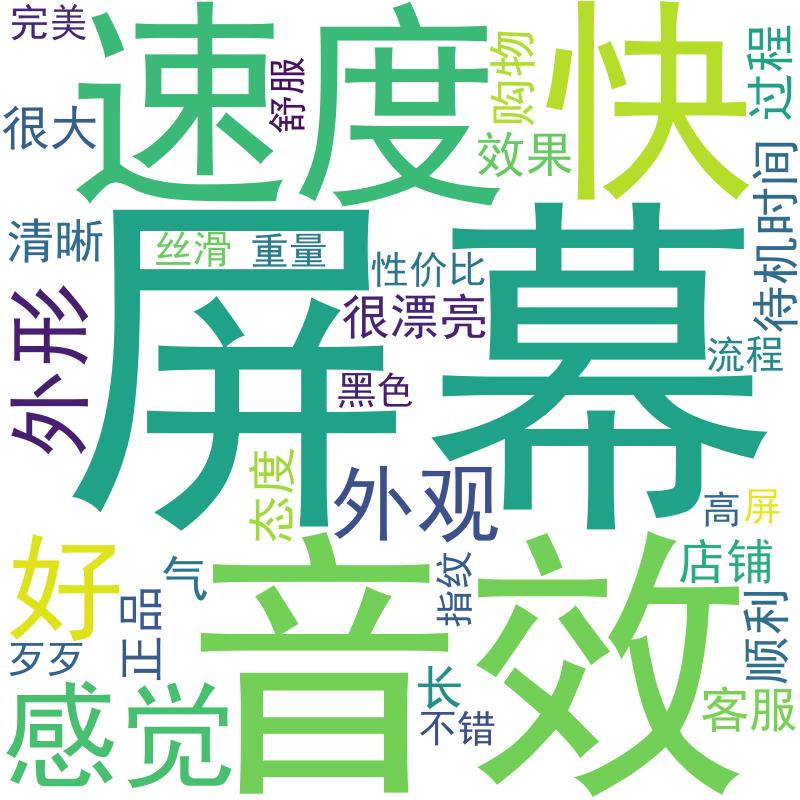 完美
速度
快
购物
过程
舒服
很大
效果
待机时间
清晰
屏幕
丝滑
重量
性价比
很漂亮
外形
流程
黑色
态度
外观
高
屏
好
音效
气
指纹
店铺
正品
顺利
歹歹
感觉
长
客服
不错